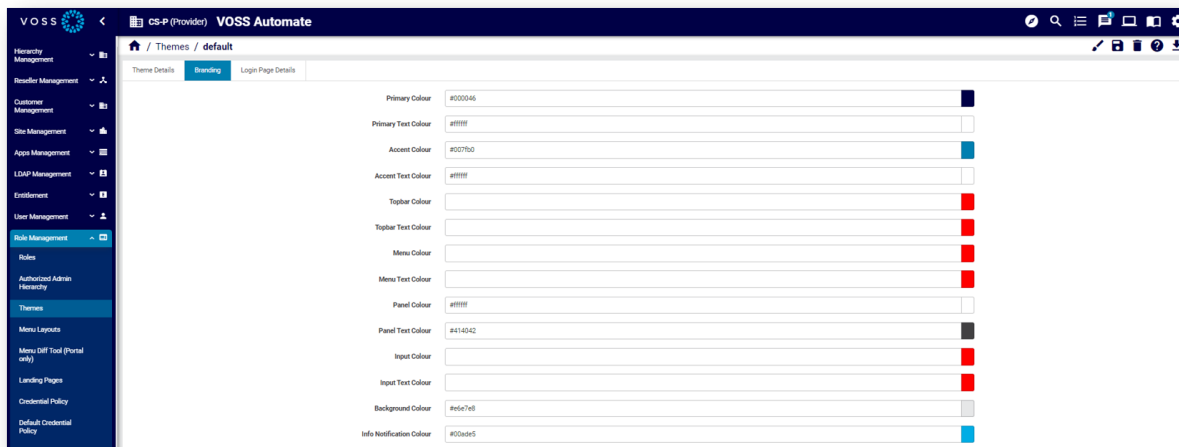 VOSS
CS-P (Provider) VOSS Automate
1
/ Themes / default
Theme Details Branding Login Page Details
Hierarchy
Management
Reseller Management
Customer
Management
Site Management
Apps Management
LDAP Management
Entitlement
User Management
Role Management
Roles
Authorized Admin
Hierarchy
Themes
Menu Layouts
Menu Diff Tool (Portal
only)
Landing Pages
Credential Policy
Default Credential
Policy
Primary Colour #000046
Primary Text Colour #ffffff
Accent Colour #007fb0
Accent Text Colour #ffffff
Topbar Colour
Topbar Text Colour
Menu Colour
Menu Text Colour
Panel Colour #ffffff
Panel Text Colour #414042
Input Colour
Input Text Colour
Background Colour #e6e7e8
Info Notification Colour #00ade5